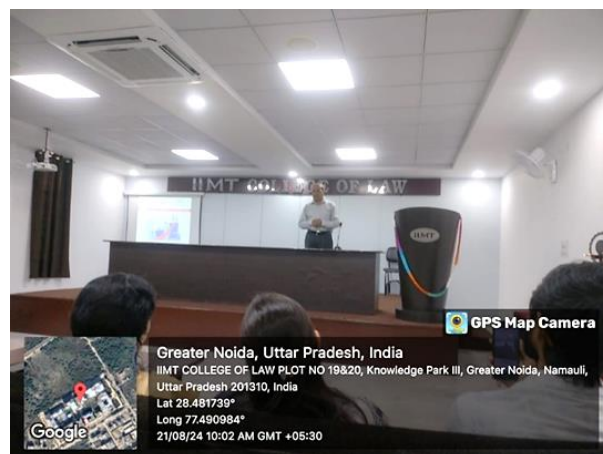 IIMT COLLEGE OF LAW
IIMT
GPS Map Camera
Greater Noida, Uttar Pradesh, India
IIMT COLLEGE OF LAW PLOT NO 19&20, Knowledge Park III, Greater Noida, Namauli,
Uttar Pradesh 201310, India
Lat 28.481739°
Long 77.490984°
21/08/24 10:02 AM GMT +05:30
Google